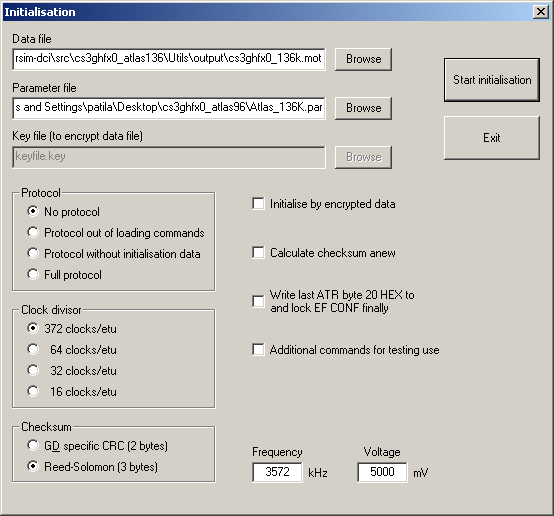 Initialisation
Data file
rsim-dci\src\cs3ghfx0_atlas136\Utils\output\cs3ghfx0_136k.mot
Browse
Start initialisation
Parameter file
s and Settings\patila\Desktop\cs3ghfx0_atlas96\Atlas_136K.par
Browse
Exit
Key file (to encrypt data file)
keyfile.key
Browse
Protocol
No protocol
Protocol out of loading commands
Protocol without initialisation data
Full protocol
Initialise by encrypted data
Calculate checksum anew
Write last ATR byte 20 HEX to
and lock EF CONF finally
Additional commands for testing use
Clock divisor
372 clocks/etu
64 clocks/etu
32 clocks/etu
16 clocks/etu
Checksum
GD specific CRC (2 bytes)
Reed-Solomon (3 bytes)
Frequency
3572 kHz
Voltage
5000 mV